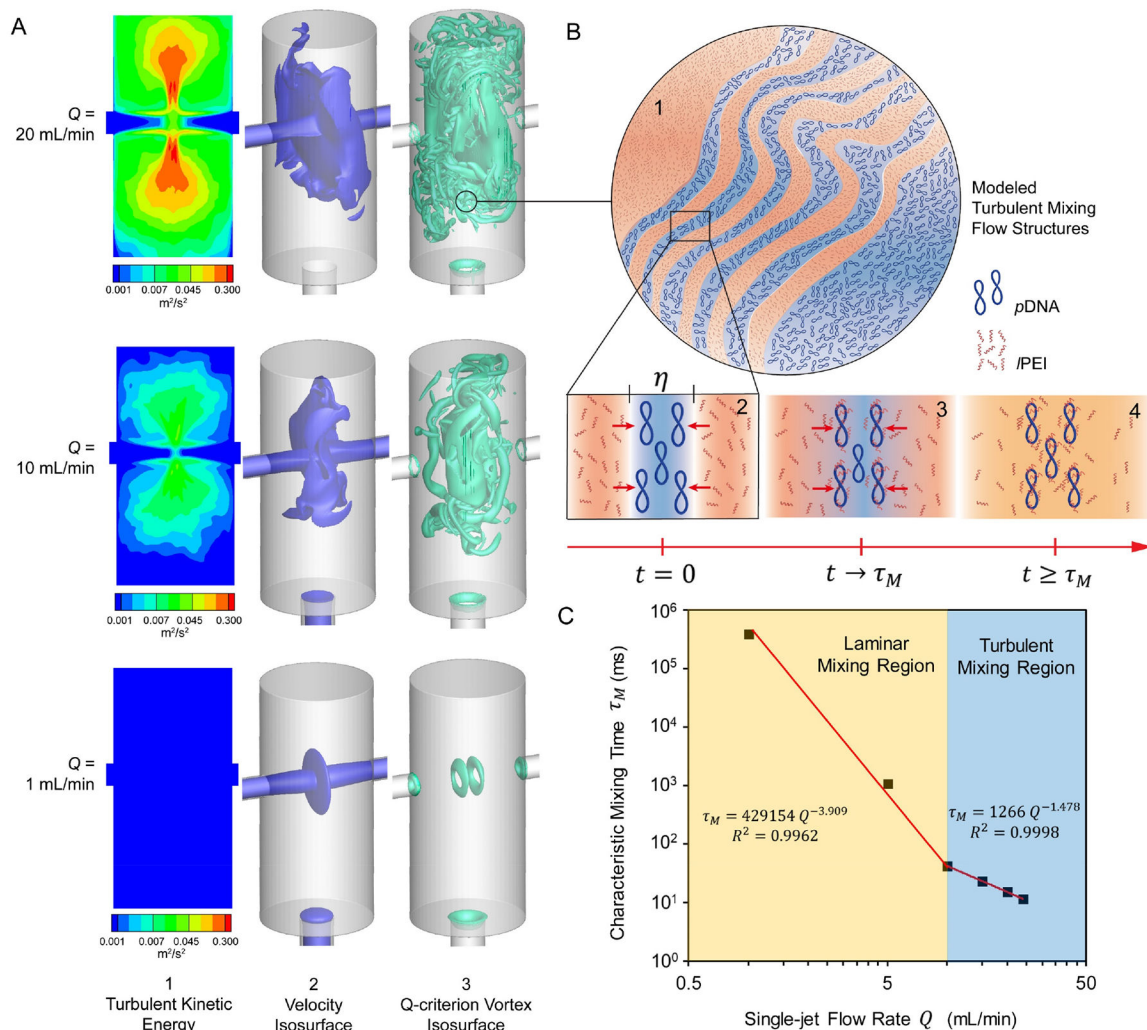 A
Q =
20 mL/min
0.001 0.007 0.045 0.300
m²/s²
Q =
10 mL/min
0.001 0.007 0.045 0.300
m²/s²
Q =
1 mL/min
0.001 0.007 0.045 0.300
m²/s²
1
Turbulent Kinetic
Energy
2
Velocity
Isosurface
3
Q-criterion Vortex
Isosurface
B
1
Modeled
Turbulent Mixing
Flow Structures
pDNA
lPEI
η
2
3
4
t = 0
t → τ_M
t ≥ τ_M
C
Characteristic Mixing Time τ_M (ms)
10⁶
10⁵
10⁴
10³
10²
10¹
10⁰
Laminar
Mixing Region
Turbulent
Mixing Region
τ_M = 429154 Q^−3.909
R² = 0.9962
τ_M = 1266 Q^−1.478
R² = 0.9998
0.5 5 50
Single-jet Flow Rate Q (mL/min)